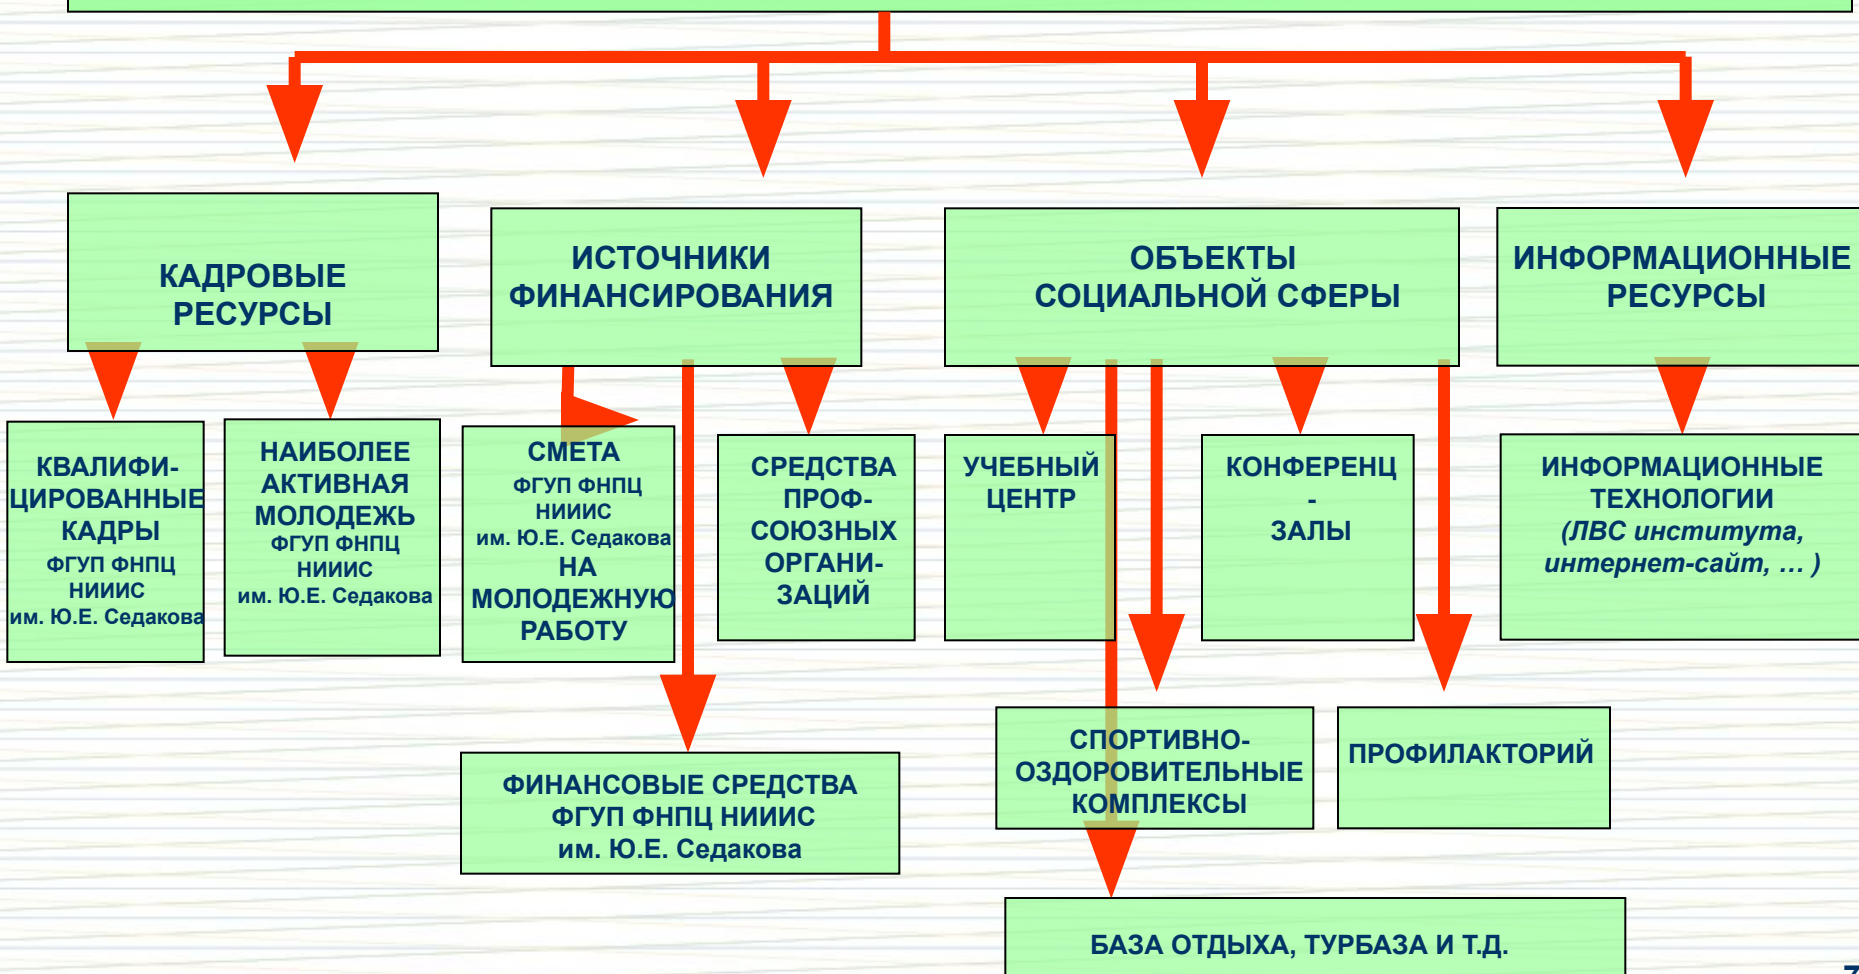 КАДРОВЫЕ
РЕСУРСЫ
ИСТОЧНИКИ
ФИНАНСИРОВАНИЯ
ОБЪЕКТЫ
СОЦИАЛЬНОЙ СФЕРЫ
ИНФОРМАЦИОННЫЕ
РЕСУРСЫ
КВАЛИФИ-
ЦИРОВАННЫЕ
КАДРЫ
ФГУП ФНПЦ
НИИИС
им. Ю.Е. Седакова
НАИБОЛЕЕ
АКТИВНАЯ
МОЛОДЕЖЬ
ФГУП ФНПЦ
НИИИС
им. Ю.Е. Седакова
СМЕТА
ФГУП ФНПЦ
НИИИС
им. Ю.Е. Седакова
НА
МОЛОДЕЖНУЮ
РАБОТУ
СРЕДСТВА
ПРОФ-
СОЮЗНЫХ
ОРГАНИ-
ЗАЦИЙ
УЧЕБНЫЙ
ЦЕНТР
КОНФЕРЕНЦ
-
ЗАЛЫ
ИНФОРМАЦИОННЫЕ
ТЕХНОЛОГИИ
(ЛВС института,
интернет-сайт, ... )
ФИНАНСОВЫЕ СРЕДСТВА
ФГУП ФНПЦ НИИИС
им. Ю.Е. Седакова
СПОРТИВНО-
ОЗДОРОВИТЕЛЬНЫЕ
КОМПЛЕКСЫ
ПРОФИЛАКТОРИЙ
БАЗА ОТДЫХА, ТУРБАЗА И Т.Д.